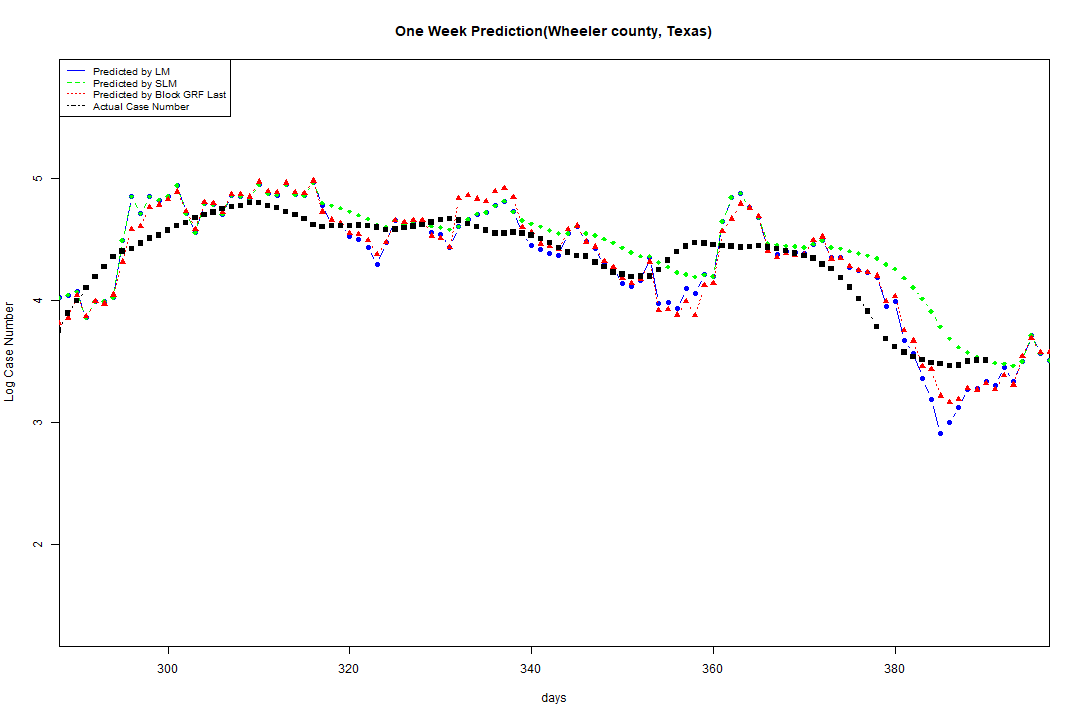 One Week Prediction(Wheeler county, Texas)
Predicted by LM
Predicted by SLM
Predicted by Block GRF Last
Actual Case Number
5
4
3
2
Log Case Number
300 320 340 360 380
days